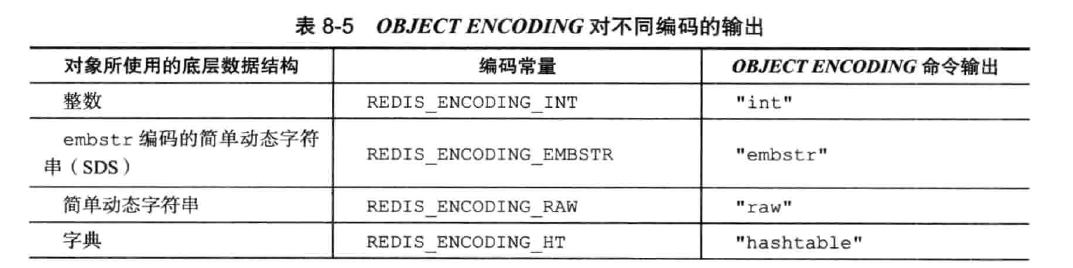 表 8-5 OBJECT ENCODING 对不同编码的输出
对象所使用的底层数据结构 编码常量 OBJECT ENCODING 命令输出
整数 REDIS_ENCODING_INT "int"
embstr 编码的简单动态字符
串（SDS） REDIS_ENCODING_EMBSTR "embstr"
简单动态字符串 REDIS_ENCODING_RAW "raw"
字典 REDIS_ENCODING_HT "hashtable"